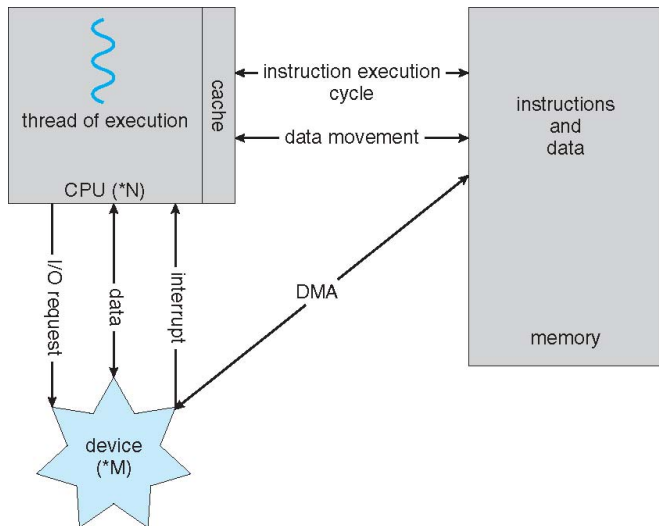 thread of execution
cache
CPU (*N)
instruction execution
cycle
data movement
instructions
and
data
memory
I/O request
data
interrupt
DMA
device
(*M)